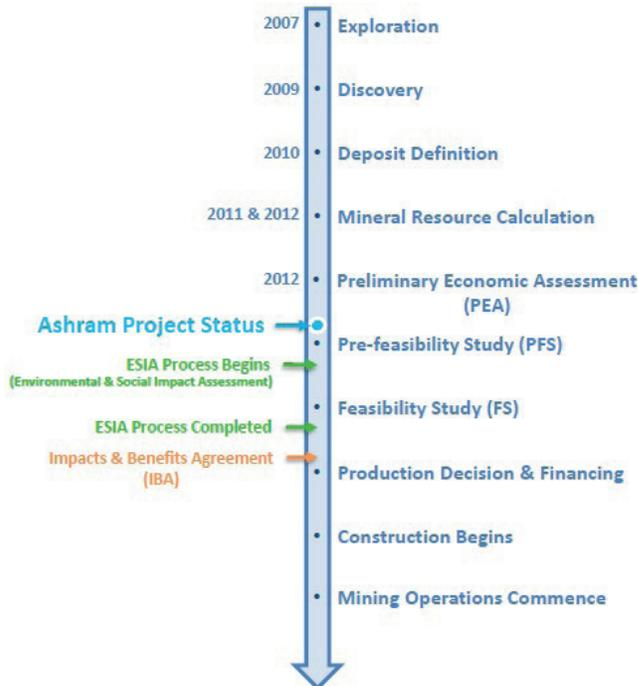 2007 Exploration
2009 Discovery
2010 Deposit Definition
2011 & 2012 Mineral Resource Calculation
2012 Preliminary Economic Assessment
(PEA)
Ashram Project Status
Pre-feasibility Study (PFS)
ESIA Process Begins
(Environmental & Social Impact Assessment)
Feasibility Study (FS)
ESIA Process Completed
Impacts & Benefits Agreement
(IBA)
Production Decision & Financing
Construction Begins
Mining Operations Commence